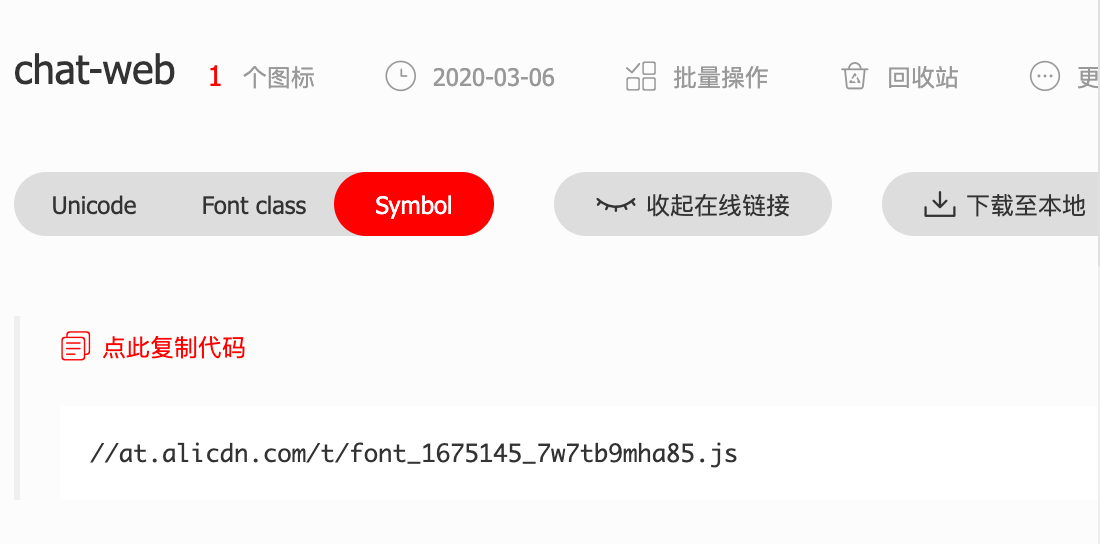 chat-web 1 个图标 2020-03-06 批量操作 回收站 更
Unicode Font class Symbol 收起在线链接 下载至本地
点此复制代码
//at.alicdn.com/t/font_1675145_7w7tb9mha85.js